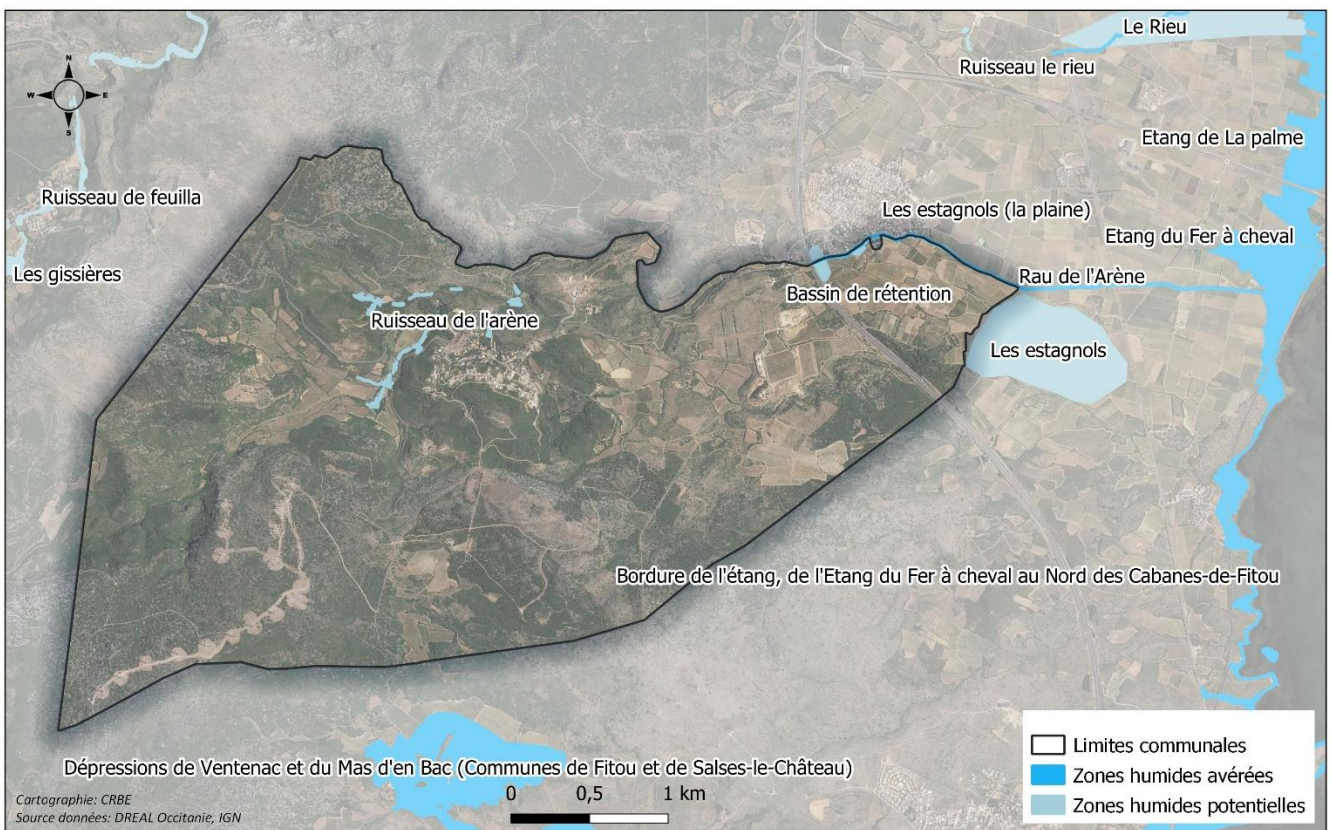 Le Rieu
Ruisseau le rieu
Etang de La palme
N
W E
S
Ruisseau de feuilla
Les estagnols (la plaine)
Etang du Fer à cheval
Les gissières
Rau de l'Arène
Bassin de rétention
Ruisseau de l'arène
Les estagnols
Bordure de l'étang, de l'Etang du Fer à cheval au Nord des Cabanes-de-Fitou
Dépressions de Ventenac et du Mas d'en Bac (Communes de Fitou et de Salses-le-Château)
Limites communales
Zones humides avérées
Zones humides potentielles
0 0,5 1 km
Cartographie: CRBE
Source données: DREAL Occitanie, IGN